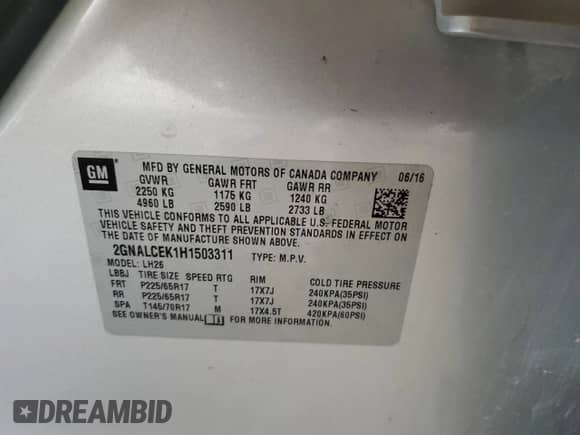 GM
MFD BY GENERAL MOTORS OF CANADA COMPANY 06/16
GVWR GAWR FRT GAWR RR
2250 KG 1175 KG 1240 KG
4960 LB 2590 LB 2733 LB
THIS VEHICLE CONFORMS TO ALL APPLICABLE U.S. FEDERAL MOTOR
VEHICLE SAFETY AND THEFT PREVENTION STANDARDS IN EFFECT ON
THE DATE OF MANUFACTURE SHOWN ABOVE.
2GNALCEK1H1503311 TYPE: M.P.V.
MODEL: LH26
LBBJ TIRE SIZE SPEED RTG RIM COLD TIRE PRESSURE
FRT P225/65R17 T 17X7J 240KPA(35PSI)
RR P225/65R17 T 17X7J 240KPA(35PSI)
SPA T145/70R17 M 17X4.5T 420KPA(60PSI)
SEE OWNER'S MANUAL FOR MORE INFORMATION.
DREAMBID